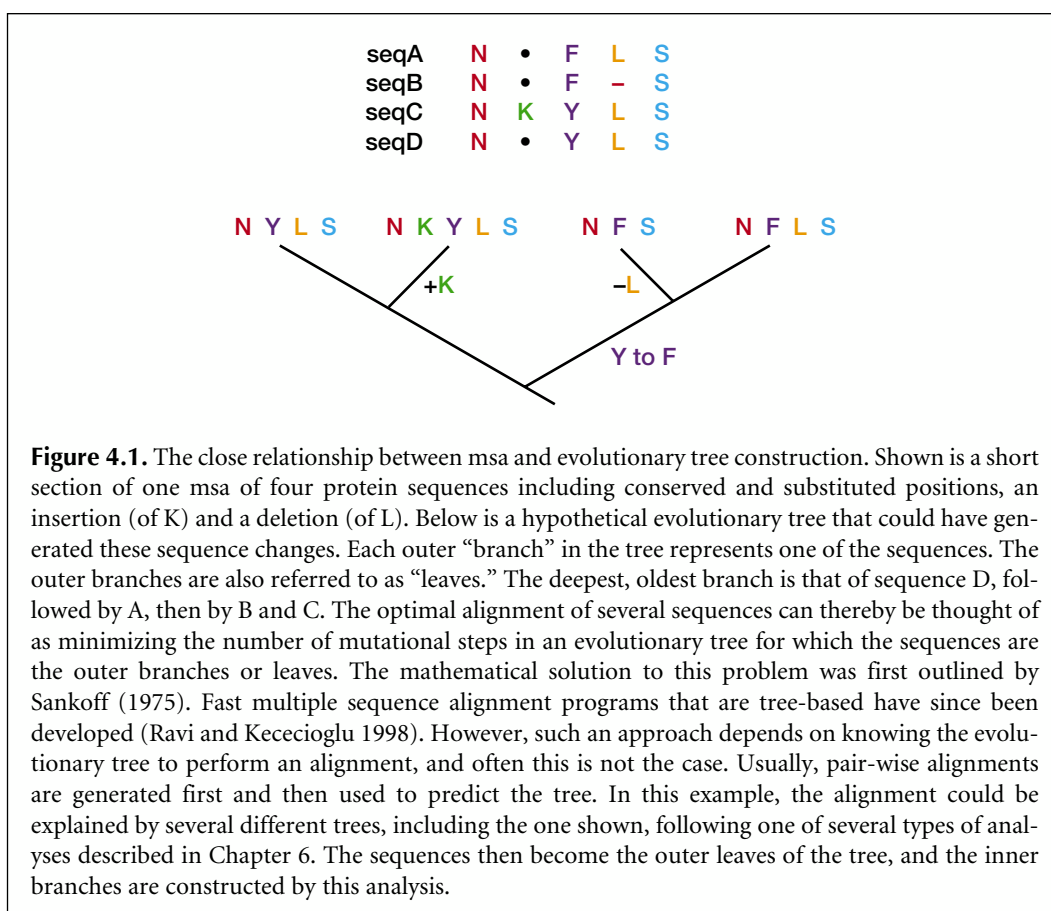 seqA N • F L S
seqB N • F – S
seqC N K Y L S
seqD N • Y L S
N Y L S N K Y L S N F S N F L S
+K –L
Y to F
Figure 4.1. The close relationship between msa and evolutionary tree construction. Shown is a short
section of one msa of four protein sequences including conserved and substituted positions, an
insertion (of K) and a deletion (of L). Below is a hypothetical evolutionary tree that could have gen-
erated these sequence changes. Each outer “branch” in the tree represents one of the sequences. The
outer branches are also referred to as “leaves.” The deepest, oldest branch is that of sequence D, fol-
lowed by A, then by B and C. The optimal alignment of several sequences can thereby be thought of
as minimizing the number of mutational steps in an evolutionary tree for which the sequences are
the outer branches or leaves. The mathematical solution to this problem was first outlined by
Sankoff (1975). Fast multiple sequence alignment programs that are tree-based have since been
developed (Ravi and Kececioglu 1998). However, such an approach depends on knowing the evolu-
tionary tree to perform an alignment, and often this is not the case. Usually, pair-wise alignments
are generated first and then used to predict the tree. In this example, the alignment could be
explained by several different trees, including the one shown, following one of several types of anal-
yses described in Chapter 6. The sequences then become the outer leaves of the tree, and the inner
branches are constructed by this analysis.